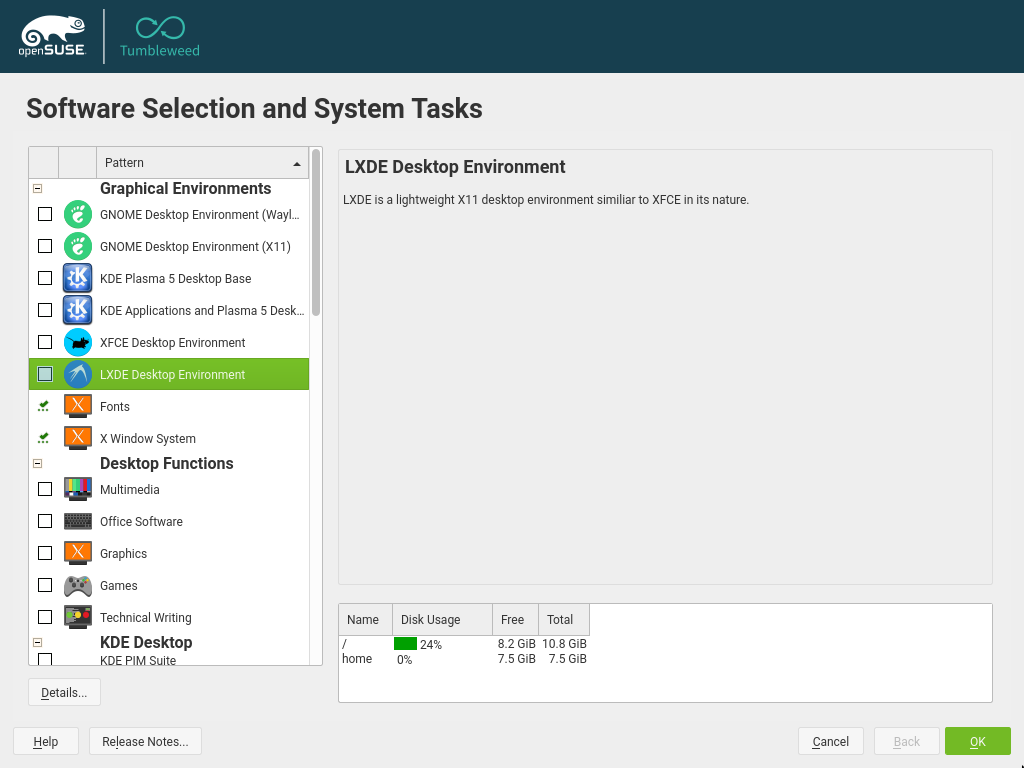 openSUSE
Tumbleweed
Software Selection and System Tasks
Pattern
Graphical Environments
GNOME Desktop Environment (Wayl...
GNOME Desktop Environment (X11)
KDE Plasma 5 Desktop Base
KDE Applications and Plasma 5 Desk...
XFCE Desktop Environment
LXDE Desktop Environment
Fonts
X Window System
Desktop Functions
Multimedia
Office Software
Graphics
Games
Technical Writing
KDE Desktop
KDE PIM Suite
Details...
LXDE Desktop Environment
LXDE is a lightweight X11 desktop environment similiar to XFCE in its nature.
Name Disk Usage Free Total
/ 24% 8.2 GiB 10.8 GiB
home 0% 7.5 GiB 7.5 GiB
Help Release Notes... Cancel Back OK